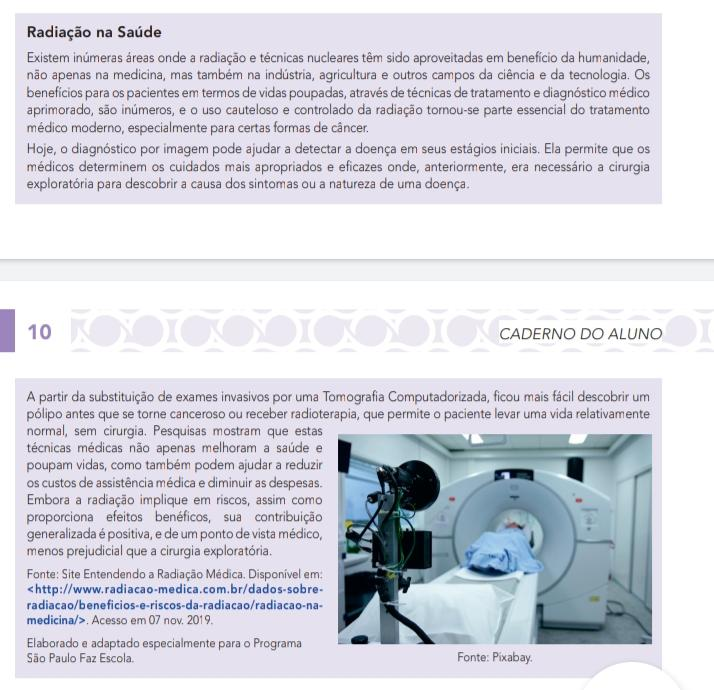 Radiação na Saúde
Existem inúmeras áreas onde a radiação e técnicas nucleares têm sido aproveitadas em benefício da humanidade,
não apenas na medicina, mas também na indústria, agricultura e outros campos da ciência e da tecnologia. Os
benefícios para os pacientes em termos de vidas poupadas, através de técnicas de tratamento e diagnóstico médico
aprimorado, são inúmeros, e o uso cauteloso e controlado da radiação tornou-se parte essencial do tratamento
médico moderno, especialmente para certas formas de câncer.
Hoje, o diagnóstico por imagem pode ajudar a detectar a doença em seus estágios iniciais. Ela permite que os
médicos determinem os cuidados mais apropriados e eficazes onde, anteriormente, era necessário a cirurgia
exploratória para descobrir a causa dos sintomas ou a natureza de uma doença.
10
CADERNO DO ALUNO
A partir da substituição de exames invasivos por uma Tomografia Computadorizada, ficou mais fácil descobrir um
pólipo antes que se torne canceroso ou receber radioterapia, que permite o paciente levar uma vida relativamente
normal, sem cirurgia. Pesquisas mostram que estas
técnicas médicas não apenas melhoram a saúde e
poupam vidas, como também podem ajudar a reduzir
os custos de assistência médica e diminuir as despesas.
Embora a radiação implique em riscos, assim como
proporciona efeitos benéficos, sua contribuição
generalizada é positiva, e de um ponto de vista médico,
menos prejudicial que a cirurgia exploratória.
Fonte: Site Entendendo a Radiação Médica. Disponível em:
<http://www.radiacao-medica.com.br/dados-sobre-
radiacao/beneficios-e-riscos-da-radiacao/radiacao-na-
medicina/>. Acesso em 07 nov. 2019.
Elaborado e adaptado especialmente para o Programa
São Paulo Faz Escola.
Fonte: Pixabay.